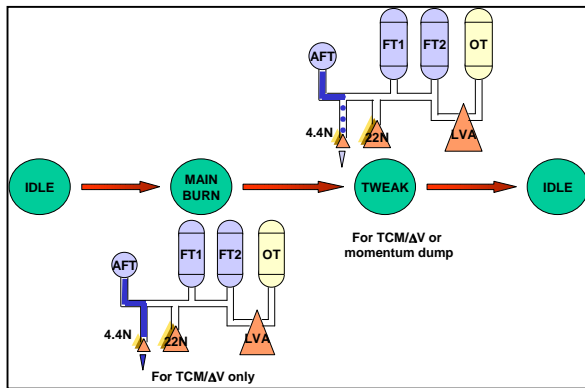 FT1
FT2
OT
AFT
4.4N
22N
LVA
IDLE
MAIN
BURN
TWEAK
IDLE
For TCM/ΔV or
momentum dump
FT1
FT2
OT
AFT
4.4N
22N
LVA
For TCM/ΔV only